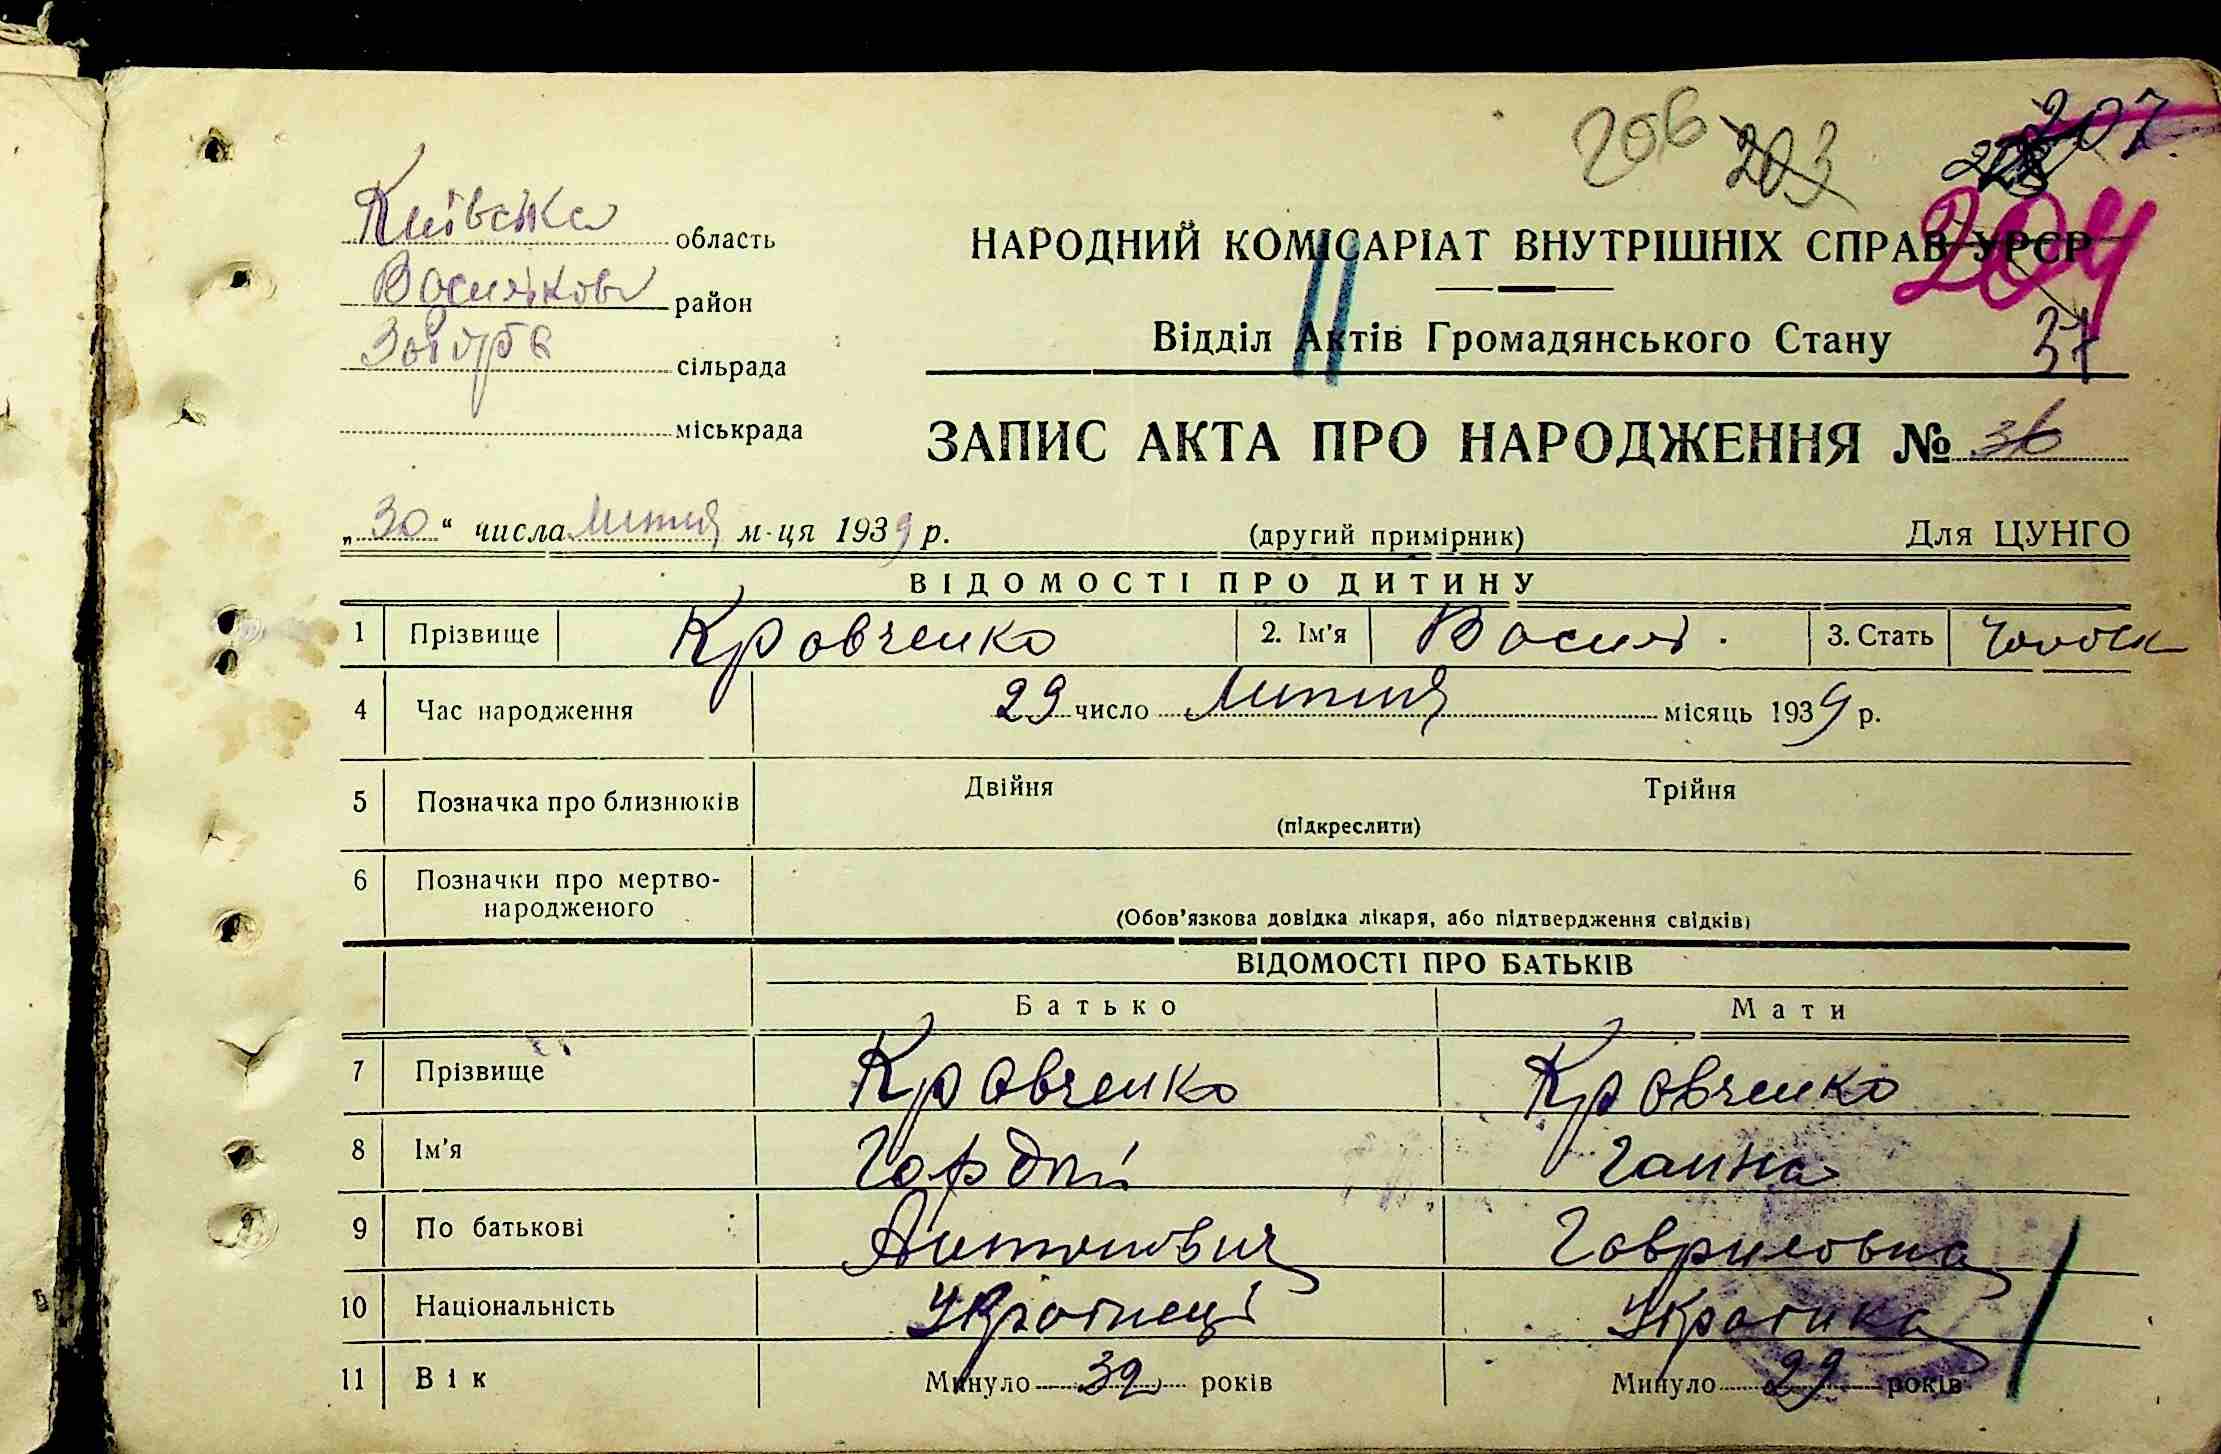 206 203 207
204
Київська область
Васильков район
сільрада
міськрада
НАРОДНИЙ КОМІСАРІАТ ВНУТРІШНІХ СПРАВ УРСР
Відділ Актів Громадянського Стану
37
ЗАПИС АКТА ПРО НАРОДЖЕННЯ № 36
„30“ числа Липня м-ця 1939 р. (другий примірник) Для ЦУНГО
ВІДОМОСТІ ПРО ДИТИНУ
1 Прізвище Кравченко 2. Ім'я Василь. 3. Стать Чолов
4 Час народження 29 число Липня місяць 1939 р.
5 Позначка про близнюків Двійня Трійня
(підкреслити)
6 Позначки про мертво-
народженого
(Обов'язкова довідка лікаря, або підтвердження свідків)
ВІДОМОСТІ ПРО БАТЬКІВ
Батько Мати
7 Прізвище Кравченко Кравченко
8 Ім'я Гордій Ганна
9 По батькові Антонович Гавриловна
10 Національність Українець Українка
11 Вік Минуло 32 років Минуло 29 років